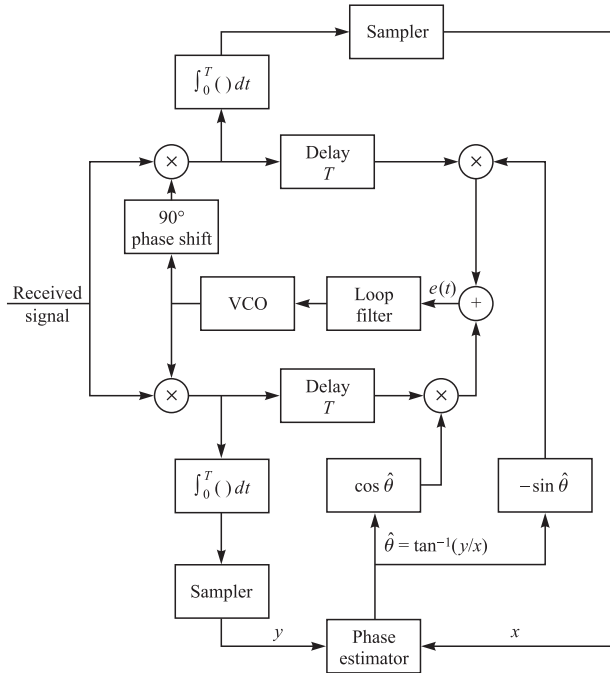 Sampler
∫₀ᵀ ( ) dt
×
Delay
T
×
90°
phase shift
Received
signal
VCO
Loop
filter
e(t)
+
×
Delay
T
×
∫₀ᵀ ( ) dt
cos θ̂
−sin θ̂
θ̂ = tan⁻¹(y/x)
Sampler
y
Phase
estimator
x